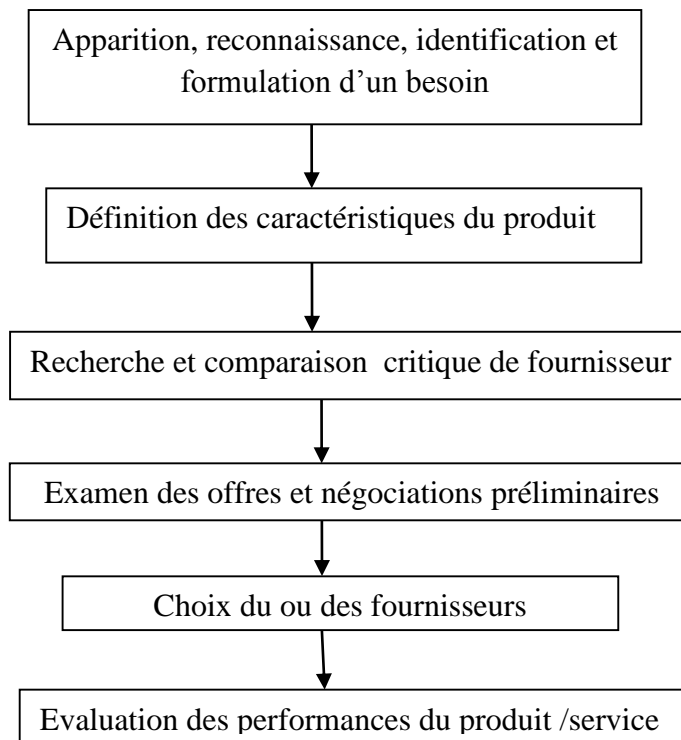 Apparition, reconnaissance, identification et
formulation d’un besoin
Définition des caractéristiques du produit
Recherche et comparaison critique de fournisseur
Examen des offres et négociations préliminaires
Choix du ou des fournisseurs
Evaluation des performances du produit /service